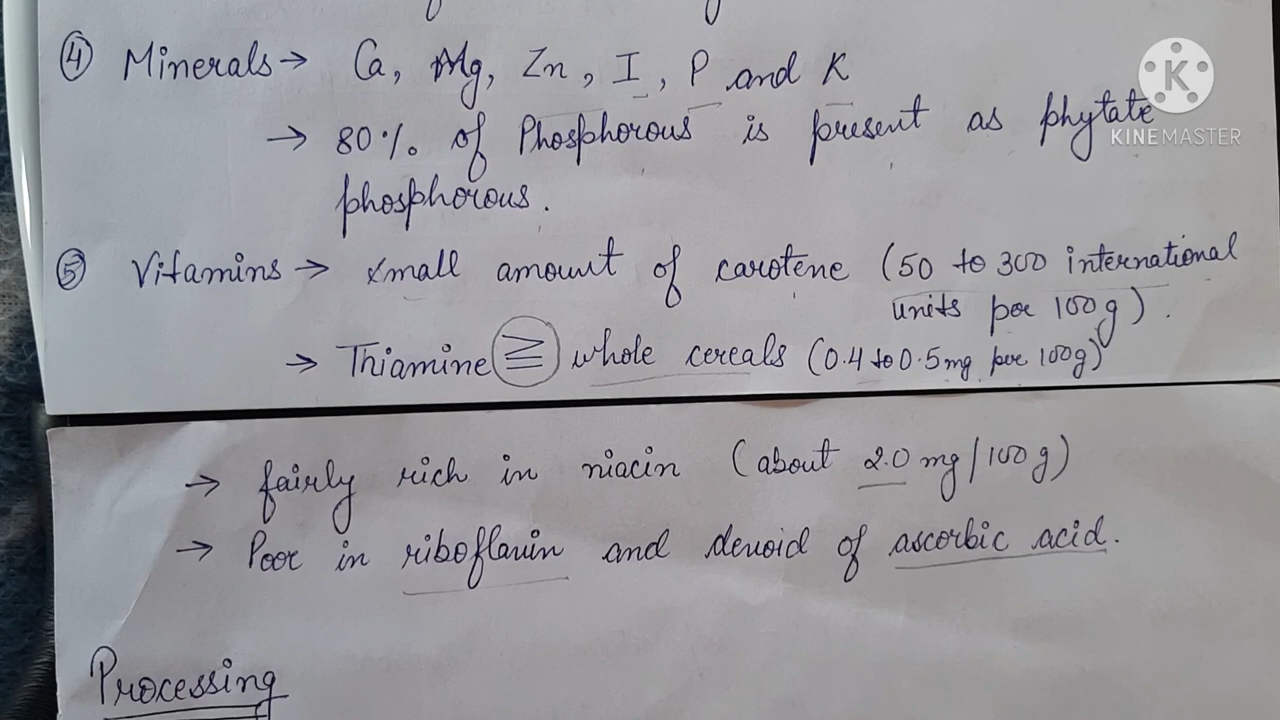 ④ Minerals → Ca, Mg, Zn, I, P and K
→ 80% of Phosphorous is present as phytate
phosphorous.
⑤ Vitamins → small amount of carotene (50 to 300 international
units per 100g).
→ Thiamine ≧ whole cereals (0.4 to 0.5mg per 100g)
→ fairly rich in niacin (about 2.0 mg/100g)
→ Poor in riboflavin and devoid of ascorbic acid.
Processing
K
KINEMASTER